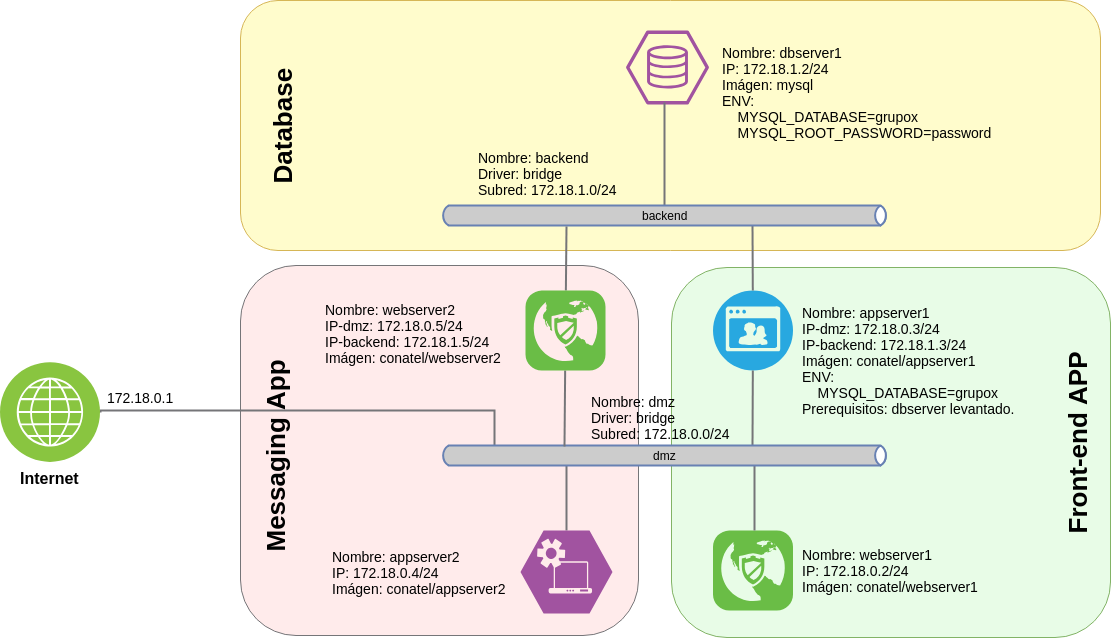 Database
Nombre: dbserver1
IP: 172.18.1.2/24
Imágen: mysql
ENV:
MYSQL_DATABASE=grupox
MYSQL_ROOT_PASSWORD=password
Nombre: backend
Driver: bridge
Subred: 172.18.1.0/24
backend
Messaging App
Nombre: webserver2
IP-dmz: 172.18.0.5/24
IP-backend: 172.18.1.5/24
Imágen: conatel/webserver2
Nombre: appserver1
IP-dmz: 172.18.0.3/24
IP-backend: 172.18.1.3/24
Imágen: conatel/appserver1
ENV:
MYSQL_DATABASE=grupox
Prerequisitos: dbserver levantado.
Front-end APP
172.18.0.1
Internet
Nombre: dmz
Driver: bridge
Subred: 172.18.0.0/24
dmz
Nombre: appserver2
IP: 172.18.0.4/24
Imágen: conatel/appserver2
Nombre: webserver1
IP: 172.18.0.2/24
Imágen: conatel/webserver1